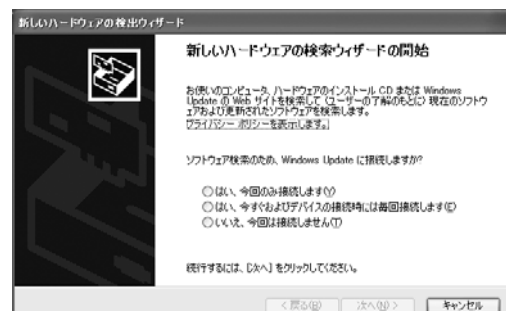 新しいハードウェアの検出ウィザード
新しいハードウェアの検索ウィザードの開始
お使いのコンピュータ、ハードウェアのインストール CD または Windows
Update の Web サイトを検索して (ユーザーの了解のもとに) 現在のソフトウ
ェアおよび更新されたソフトウェアを検索します。
プライバシー ポリシーを表示します。
ソフトウェア検索のため、Windows Update に接続しますか?
はい、今回のみ接続します(Y)
はい、今すぐおよびデバイスの接続時には毎回接続します(E)
いいえ、今回は接続しません(T)
続行するには、[次へ] をクリックしてください。
< 戻る(B) 次へ(N) > キャンセル